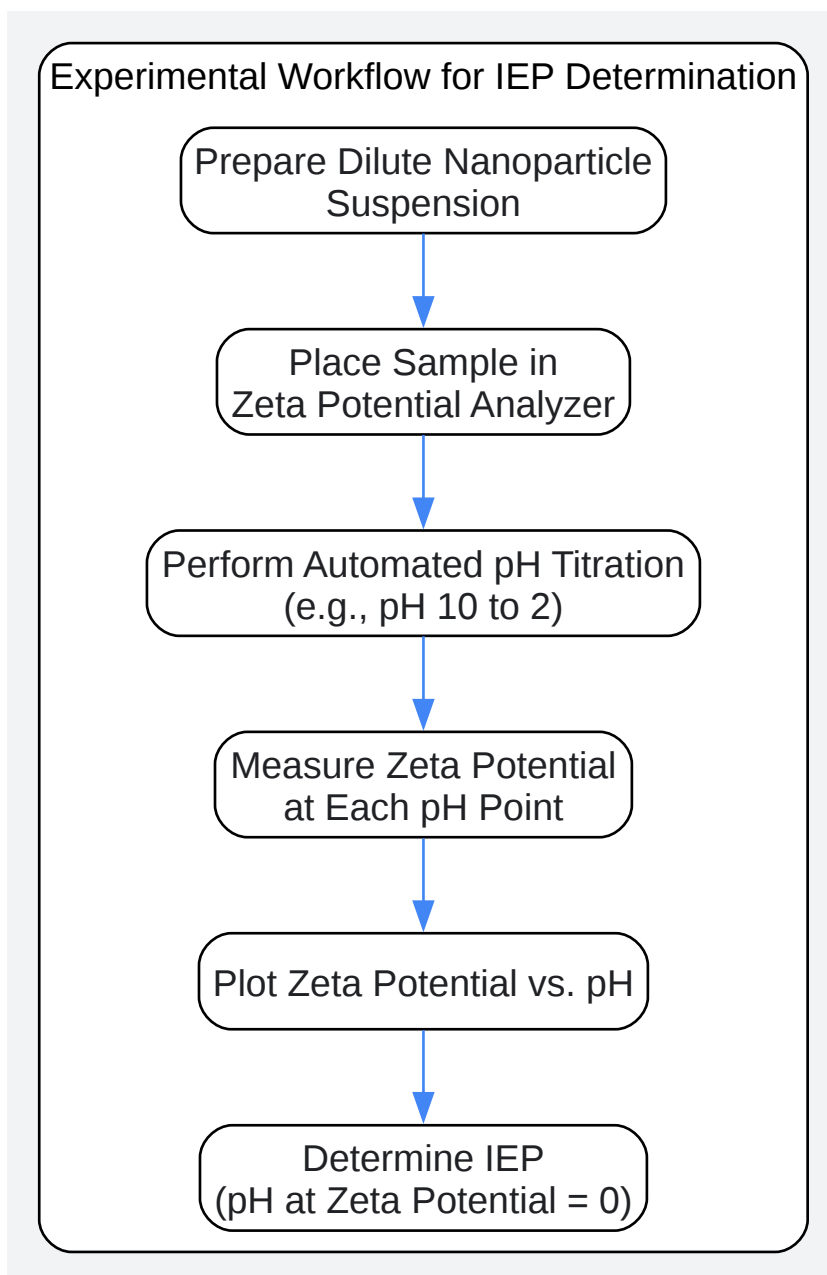 Experimental Workflow for IEP Determination
Prepare Dilute Nanoparticle
Suspension
Place Sample in
Zeta Potential Analyzer
Perform Automated pH Titration
(e.g., pH 10 to 2)
Measure Zeta Potential
at Each pH Point
Plot Zeta Potential vs. pH
Determine IEP
(pH at Zeta Potential = 0)